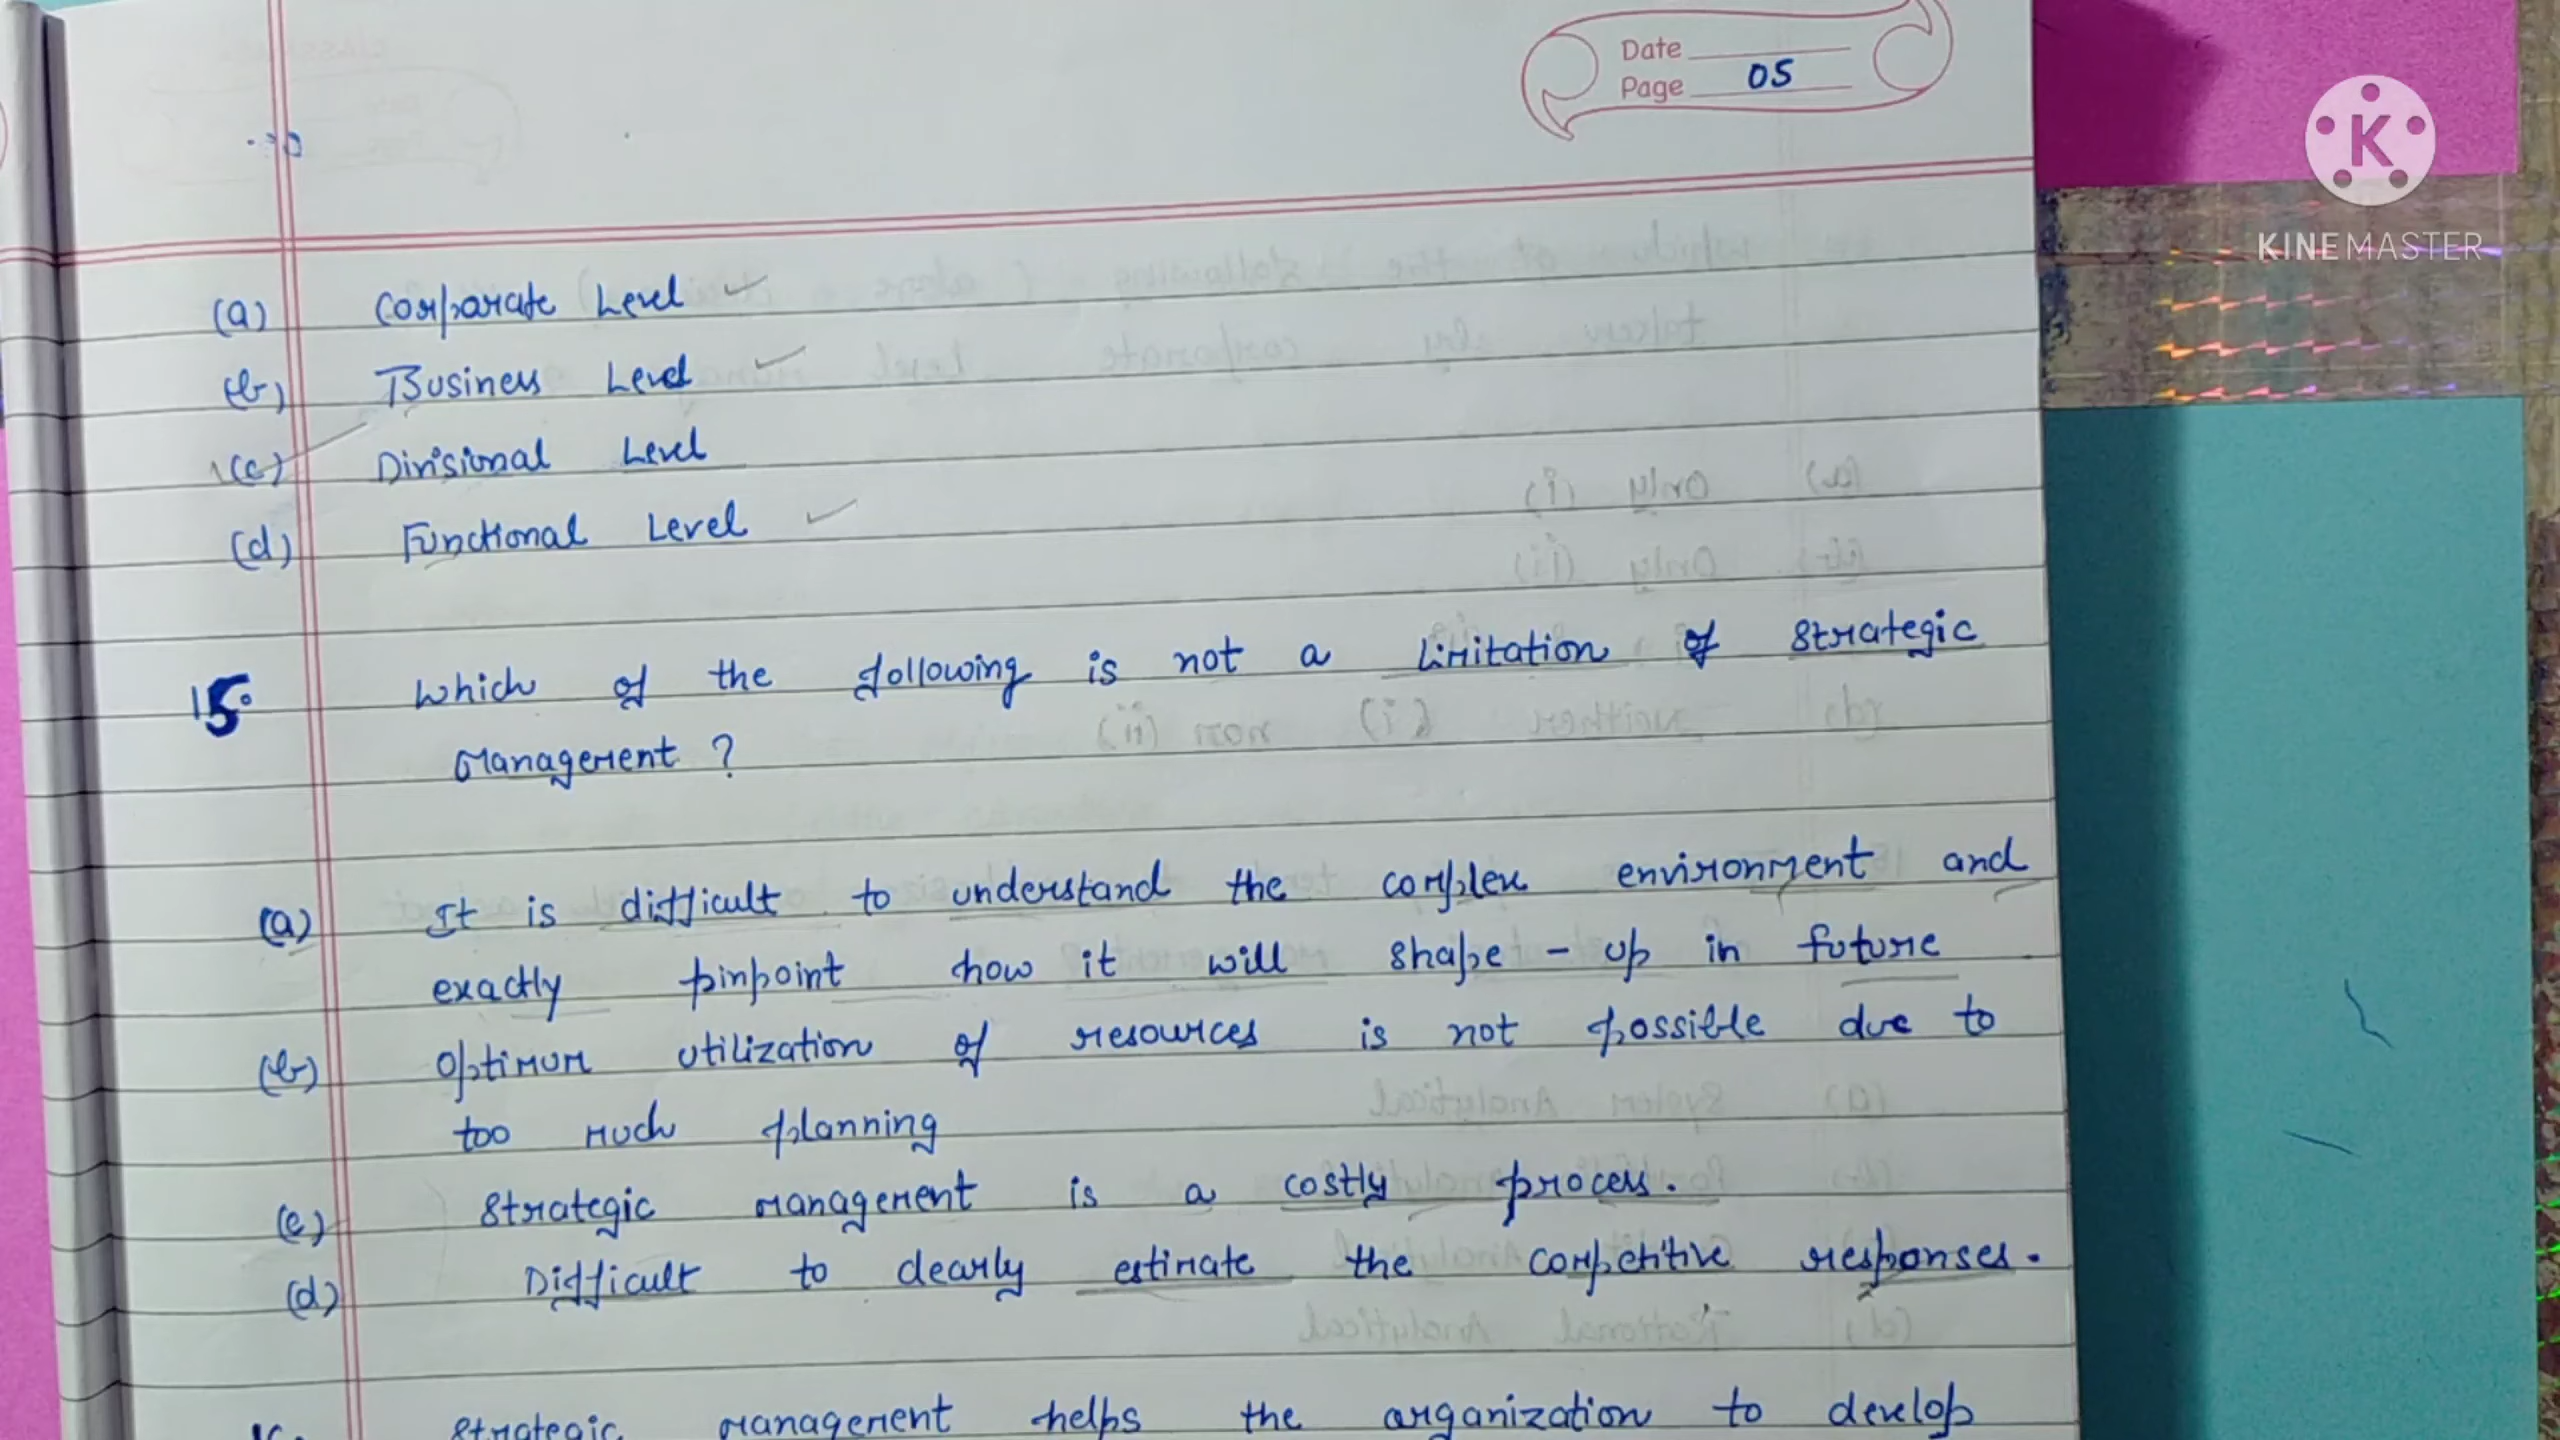 Date
Page 05
K
KINEMASTER
(a) Corporate Level
(b) Business Level
(c) Divisional Level
(d) Functional Level
15. Which of the following is not a limitation of strategic
management ?
(a) It is difficult to understand the complex environment and
exactly pinpoint how it will shape - up in future
(b) Optimum utilization of resources is not possible due to
too much planning
(c) Strategic management is a costly process.
(d) Difficult to clearly estimate the competitive responses.
16. Strategic management helps the organization to develop